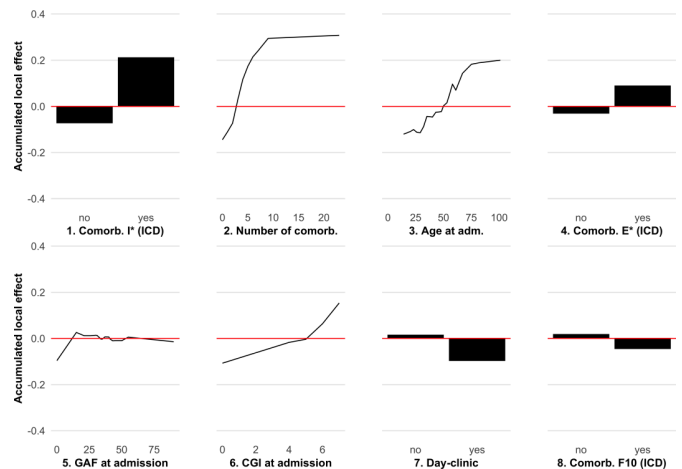 Accumulated local effect
0.4
0.2
0.0
-0.2
-0.4
no yes
1. Comorb. I* (ICD)
0 5 10 15 20
2. Number of comorb.
0 25 50 75 100
3. Age at adm.
no yes
4. Comorb. E* (ICD)
Accumulated local effect
0.4
0.2
0.0
-0.2
-0.4
0 25 50 75
5. GAF at admission
0 2 4 6
6. CGI at admission
no yes
7. Day-clinic
no yes
8. Comorb. F10 (ICD)